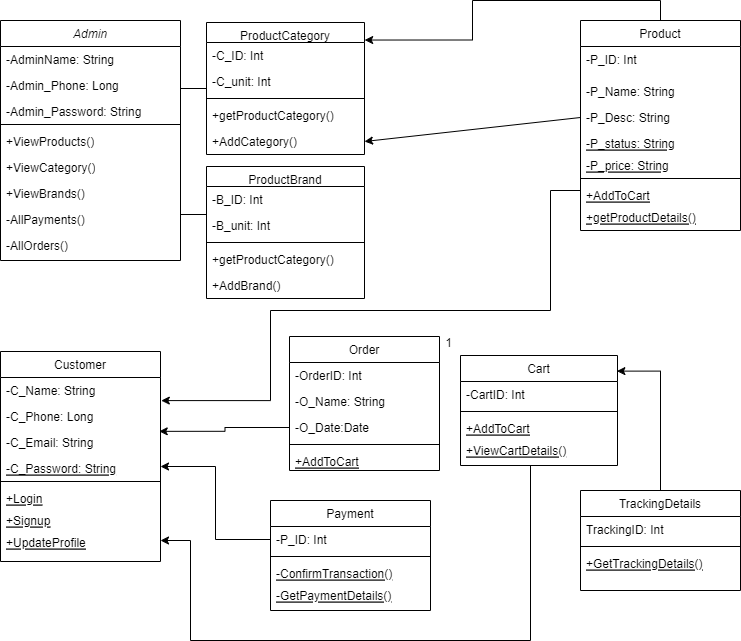 Admin
-AdminName: String
-Admin_Phone: Long
-Admin_Password: String
+ViewProducts()
+ViewCategory()
+ViewBrands()
-AllPayments()
-AllOrders()
ProductCategory
-C_ID: Int
-C_unit: Int
+getProductCategory()
+AddCategory()
ProductBrand
-B_ID: Int
-B_unit: Int
+getProductCategory()
+AddBrand()
Product
-P_ID: Int
-P_Name: String
-P_Desc: String
-P_status: String
-P_price: String
+AddToCart
+getProductDetails()
Customer
-C_Name: String
-C_Phone: Long
-C_Email: String
-C_Password: String
+Login
+Signup
+UpdateProfile
Order
-OrderID: Int
-O_Name: String
-O_Date:Date
+AddToCart
1
Cart
-CartID: Int
+AddToCart
+ViewCartDetails()
Payment
-P_ID: Int
-ConfirmTransaction()
-GetPaymentDetails()
TrackingDetails
TrackingID: Int
+GetTrackingDetails()